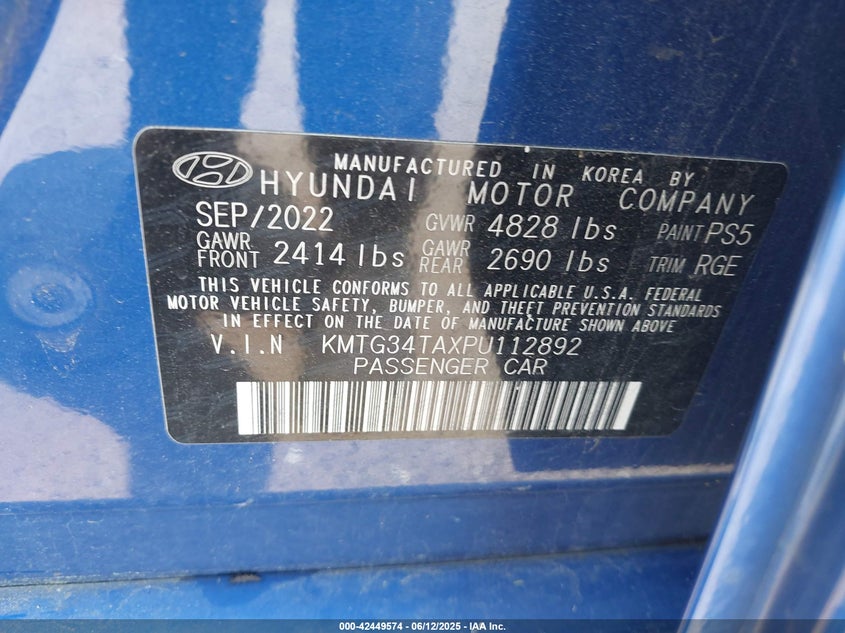 MANUFACTURED IN KOREA BY
HYUNDAI MOTOR COMPANY
SEP/2022 GVWR 4828 lbs PAINT PS5
GAWR FRONT 2414 lbs GAWR REAR 2690 lbs TRIM RGE
THIS VEHICLE CONFORMS TO ALL APPLICABLE U.S.A. FEDERAL
MOTOR VEHICLE SAFETY, BUMPER, AND THEFT PREVENTION STANDARDS
IN EFFECT ON THE DATE OF MANUFACTURE SHOWN ABOVE
V.I.N KMTG34TAXPU112892
PASSENGER CAR
000-42449574 | 06/12/2025 - IAA Inc.